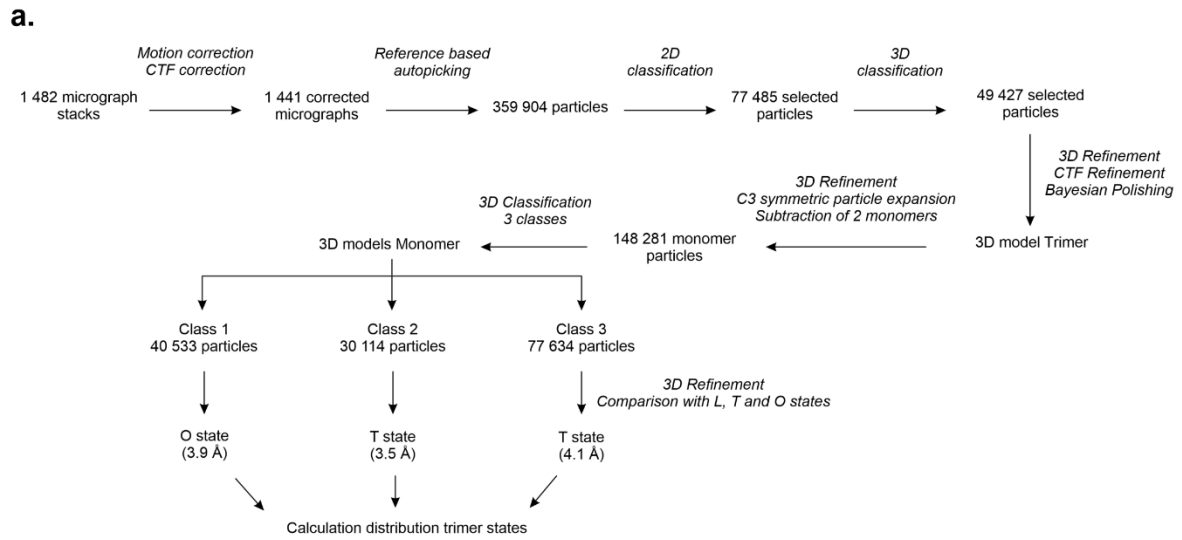 a.
Motion correction
CTF correction
Reference based
autopicking
2D
classification
3D
classification
1 482 micrograph
stacks
1 441 corrected
micrographs
359 904 particles
77 485 selected
particles
49 427 selected
particles
3D Refinement
CTF Refinement
Bayesian Polishing
3D model Trimer
3D Refinement
C3 symmetric particle expansion
Subtraction of 2 monomers
148 281 monomer
particles
3D Classification
3 classes
3D models Monomer
Class 1
40 533 particles
Class 2
30 114 particles
Class 3
77 634 particles
3D Refinement
Comparison with L, T and O states
O state
(3.9 Å)
T state
(3.5 Å)
T state
(4.1 Å)
Calculation distribution trimer states